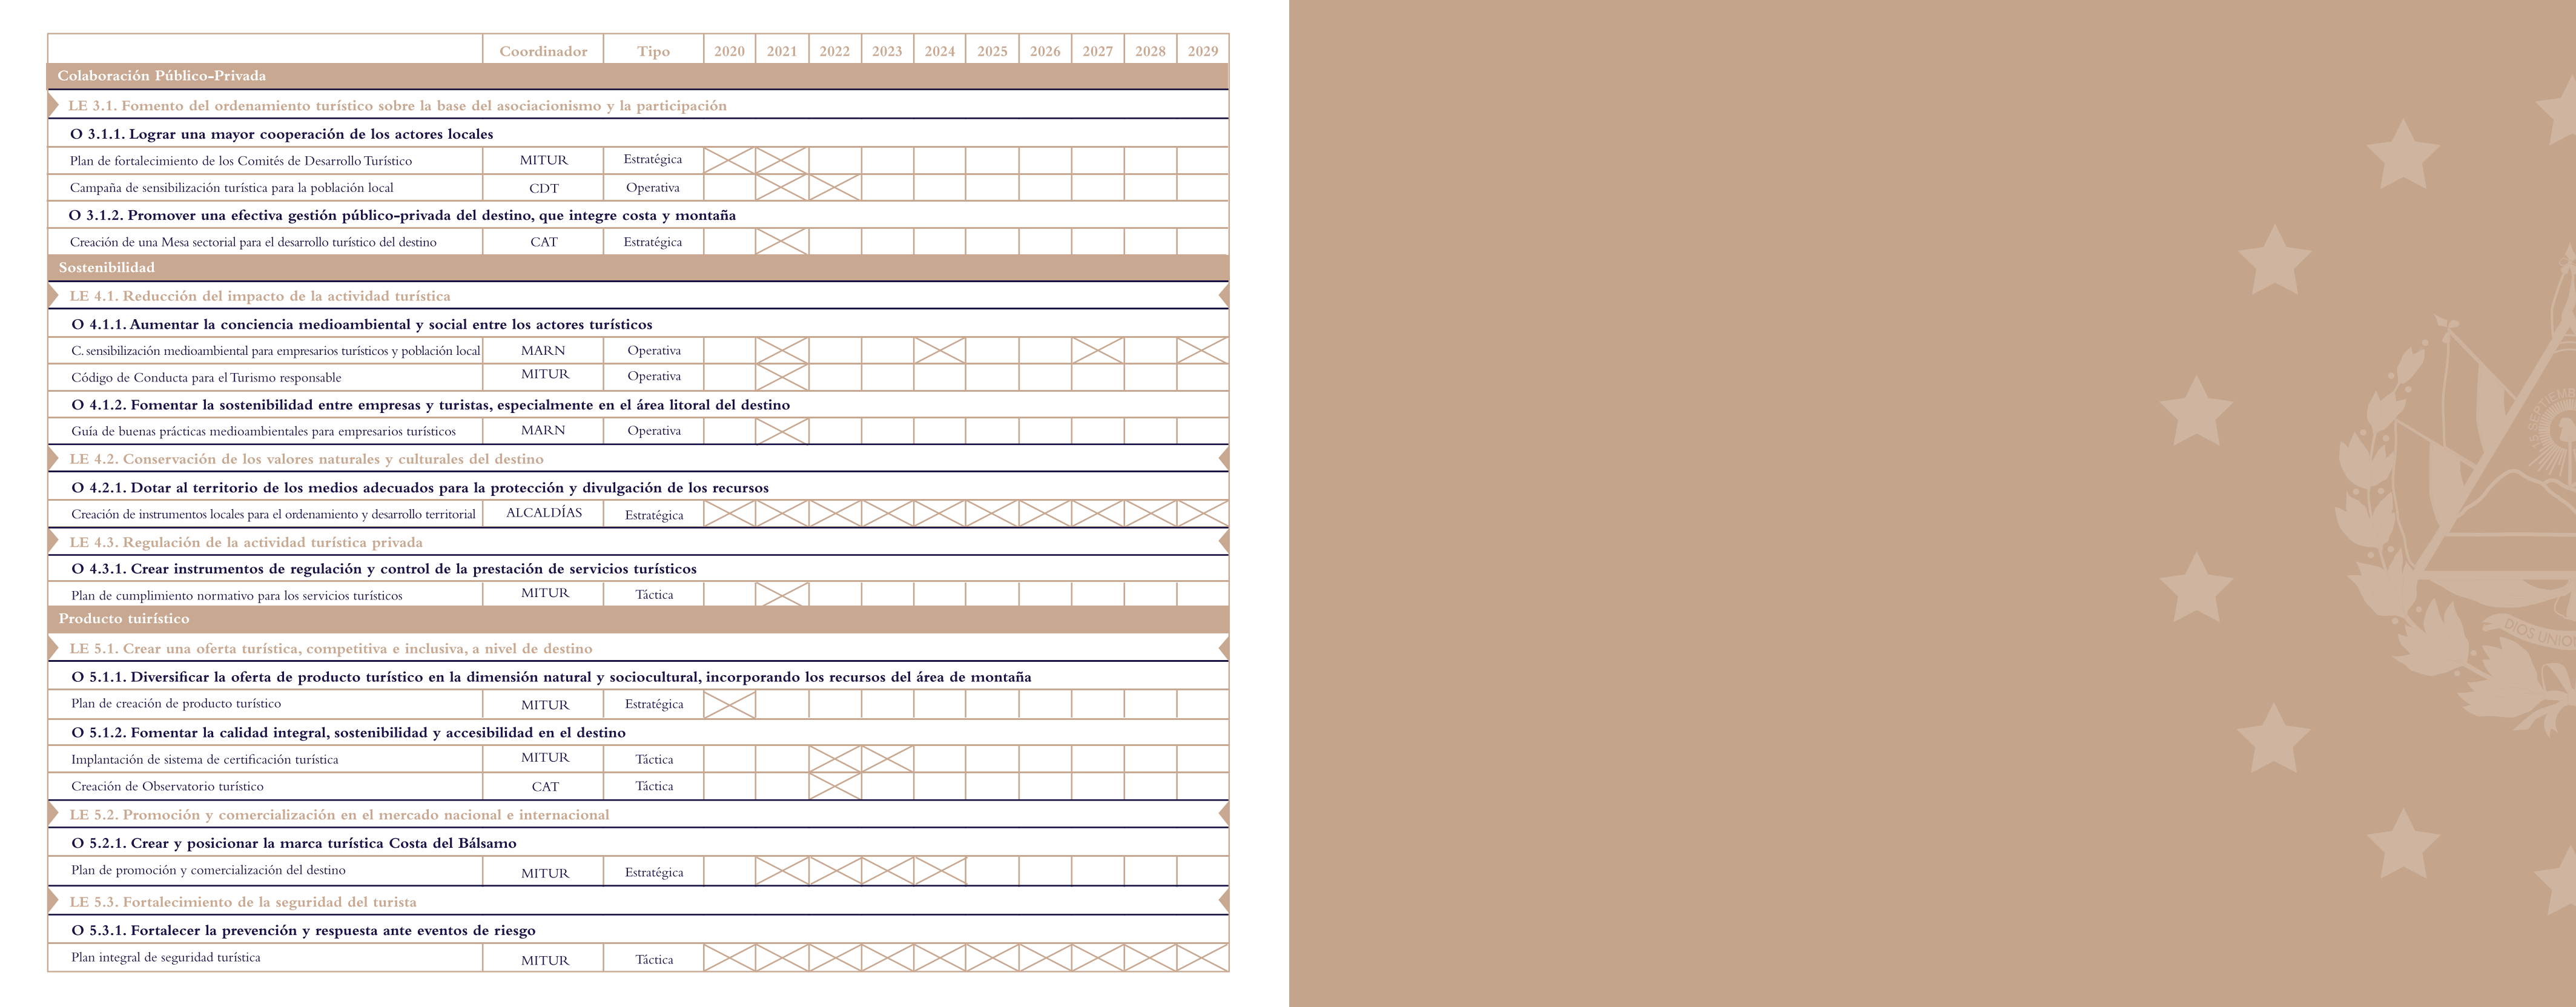 Coordinador Tipo 2020 2021 2022 2023 2024 2025 2026 2027 2028 2029
Colaboración Público-Privada
LE 3.1. Fomento del ordenamiento turístico sobre la base del asociacionismo y la participación
O 3.1.1. Lograr una mayor cooperación de los actores locales
Plan de fortalecimiento de los Comités de Desarrollo Turístico MITUR Estratégica
Campaña de sensibilización turística para la población local CDT Operativa
O 3.1.2. Promover una efectiva gestión público-privada del destino, que integre costa y montaña
Creación de una Mesa sectorial para el desarrollo turístico del destino CAT Estratégica
Sostenibilidad
LE 4.1. Reducción del impacto de la actividad turística
O 4.1.1. Aumentar la conciencia medioambiental y social entre los actores turísticos
C. sensibilización medioambiental para empresarios turísticos y población local MARN Operativa
Código de Conducta para el Turismo responsable MITUR Operativa
O 4.1.2. Fomentar la sostenibilidad entre empresas y turistas, especialmente en el área litoral del destino
Guía de buenas prácticas medioambientales para empresarios turísticos MARN Operativa
LE 4.2. Conservación de los valores naturales y culturales del destino
O 4.2.1. Dotar al territorio de los medios adecuados para la protección y divulgación de los recursos
Creación de instrumentos locales para el ordenamiento y desarrollo territorial ALCALDÍAS Estratégica
LE 4.3. Regulación de la actividad turística privada
O 4.3.1. Crear instrumentos de regulación y control de la prestación de servicios turísticos
Plan de cumplimiento normativo para los servicios turísticos MITUR Táctica
Producto tuirístico
LE 5.1. Crear una oferta turística, competitiva e inclusiva, a nivel de destino
O 5.1.1. Diversificar la oferta de producto turístico en la dimensión natural y sociocultural, incorporando los recursos del área de montaña
Plan de creación de producto turístico MITUR Estratégica
O 5.1.2. Fomentar la calidad integral, sostenibilidad y accesibilidad en el destino
Implantación de sistema de certificación turística MITUR Táctica
Creación de Observatorio turístico CAT Táctica
LE 5.2. Promoción y comercialización en el mercado nacional e internacional
O 5.2.1. Crear y posicionar la marca turística Costa del Bálsamo
Plan de promoción y comercialización del destino MITUR Estratégica
LE 5.3. Fortalecimiento de la seguridad del turista
O 5.3.1. Fortalecer la prevención y respuesta ante eventos de riesgo
Plan integral de seguridad turística MITUR Táctica
DIOS UNION